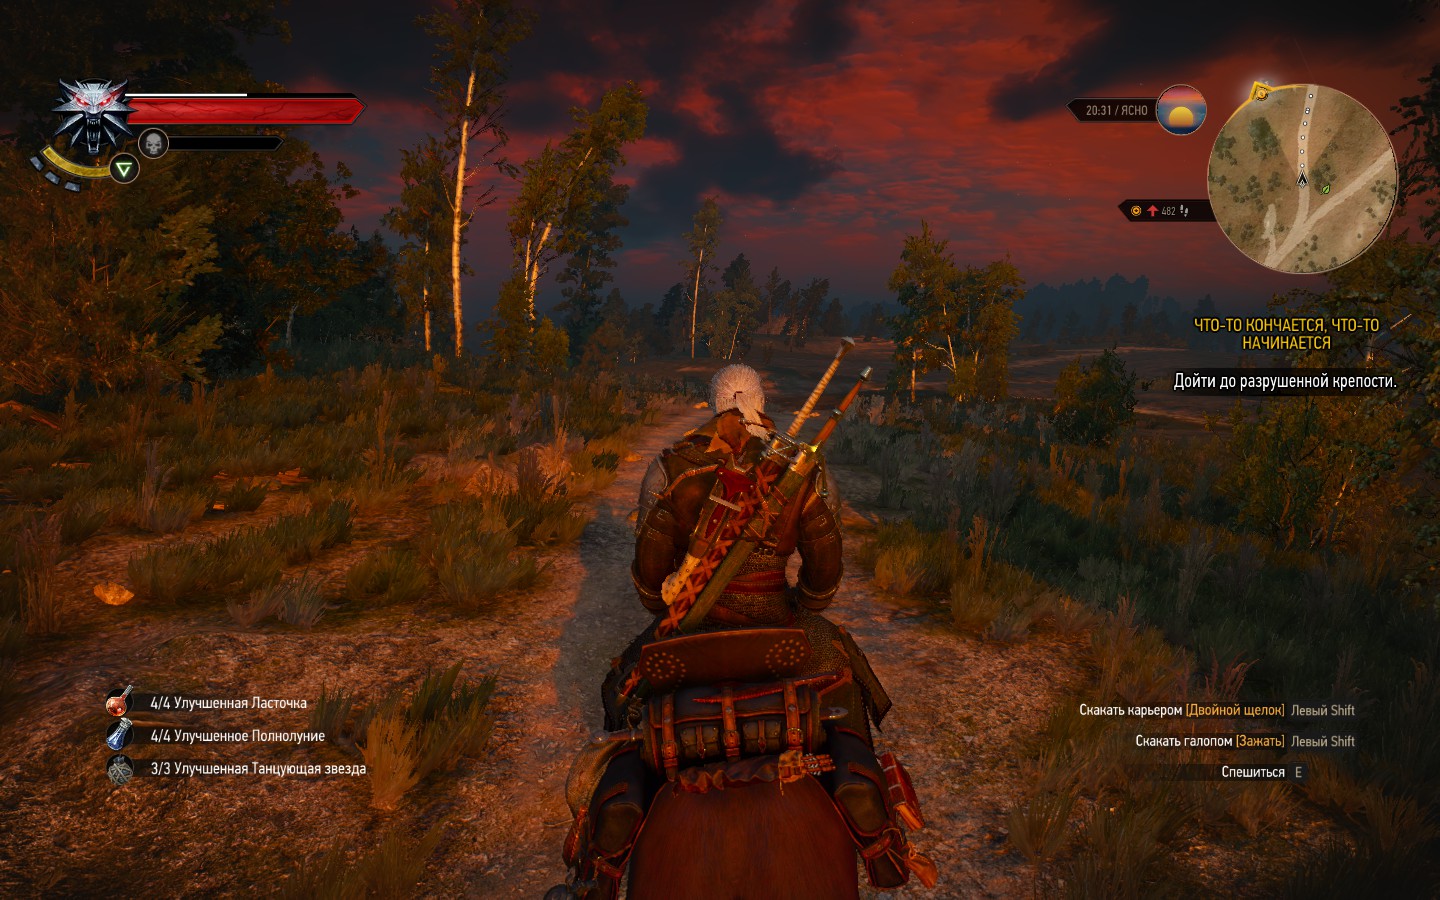 20:31 / ЯСНО
482
ЧТО-ТО КОНЧАЕТСЯ, ЧТО-ТО
НАЧИНАЕТСЯ
Дойти до разрушенной крепости.
4/4 Улучшенная Ласточка
4/4 Улучшенное Полнолуние
3/3 Улучшенная Танцующая звезда
Скакать карьером [Двойной щелок] Левый Shift
Скакать галопом [Зажать] Левый Shift
Спешиться E